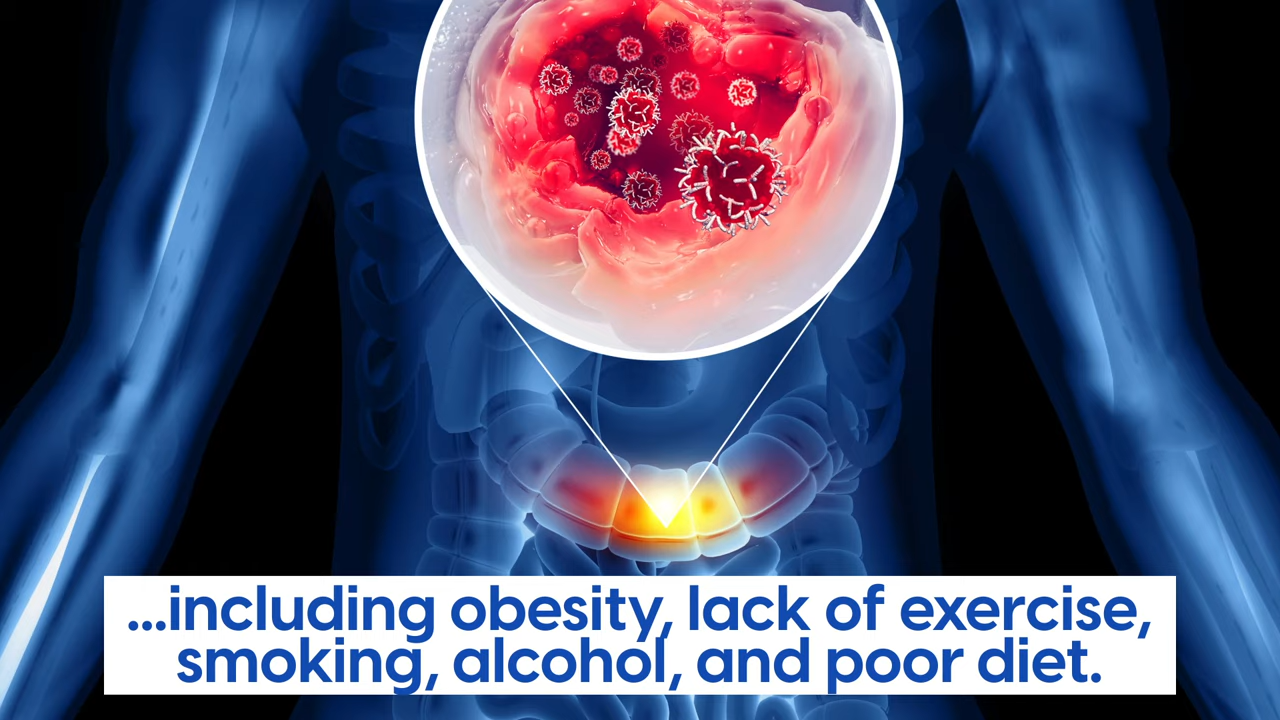 ...including obesity, lack of exercise,
smoking, alcohol, and poor diet.